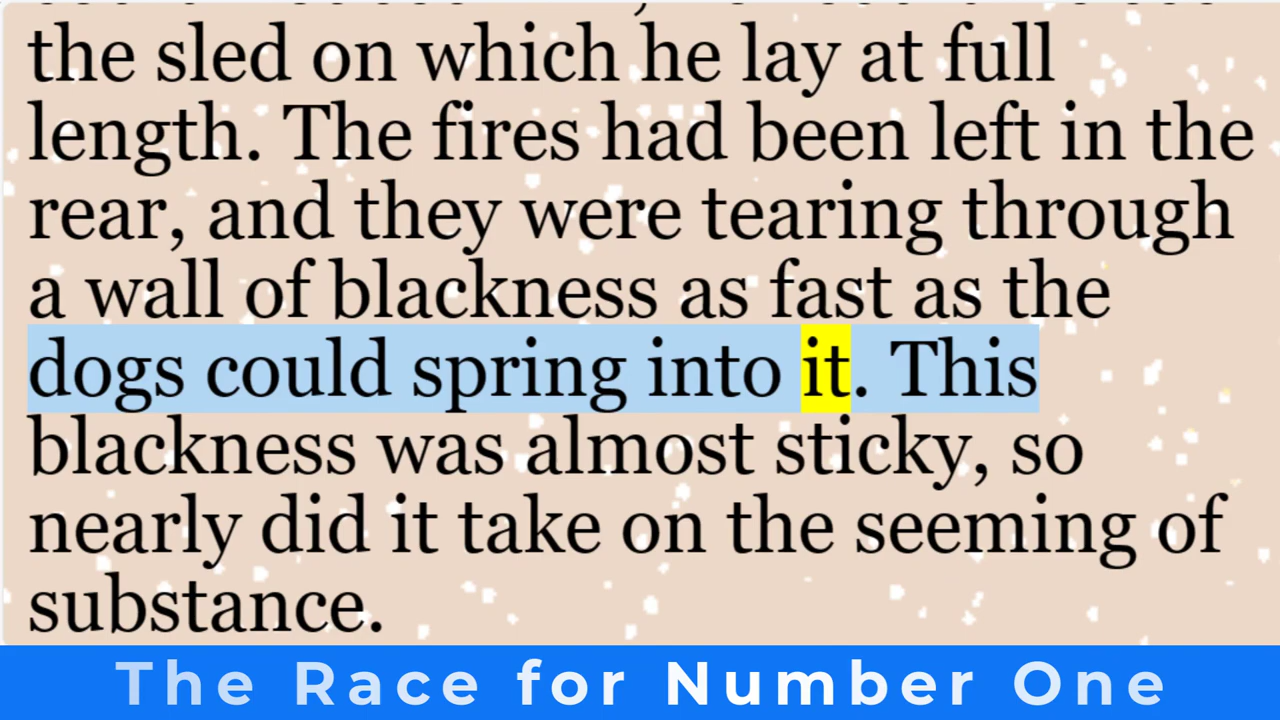 the sled on which he lay at full
length. The fires had been left in the
rear, and they were tearing through
a wall of blackness as fast as the
dogs could spring into it. This
blackness was almost sticky, so
nearly did it take on the seeming of
substance.
The Race for Number One